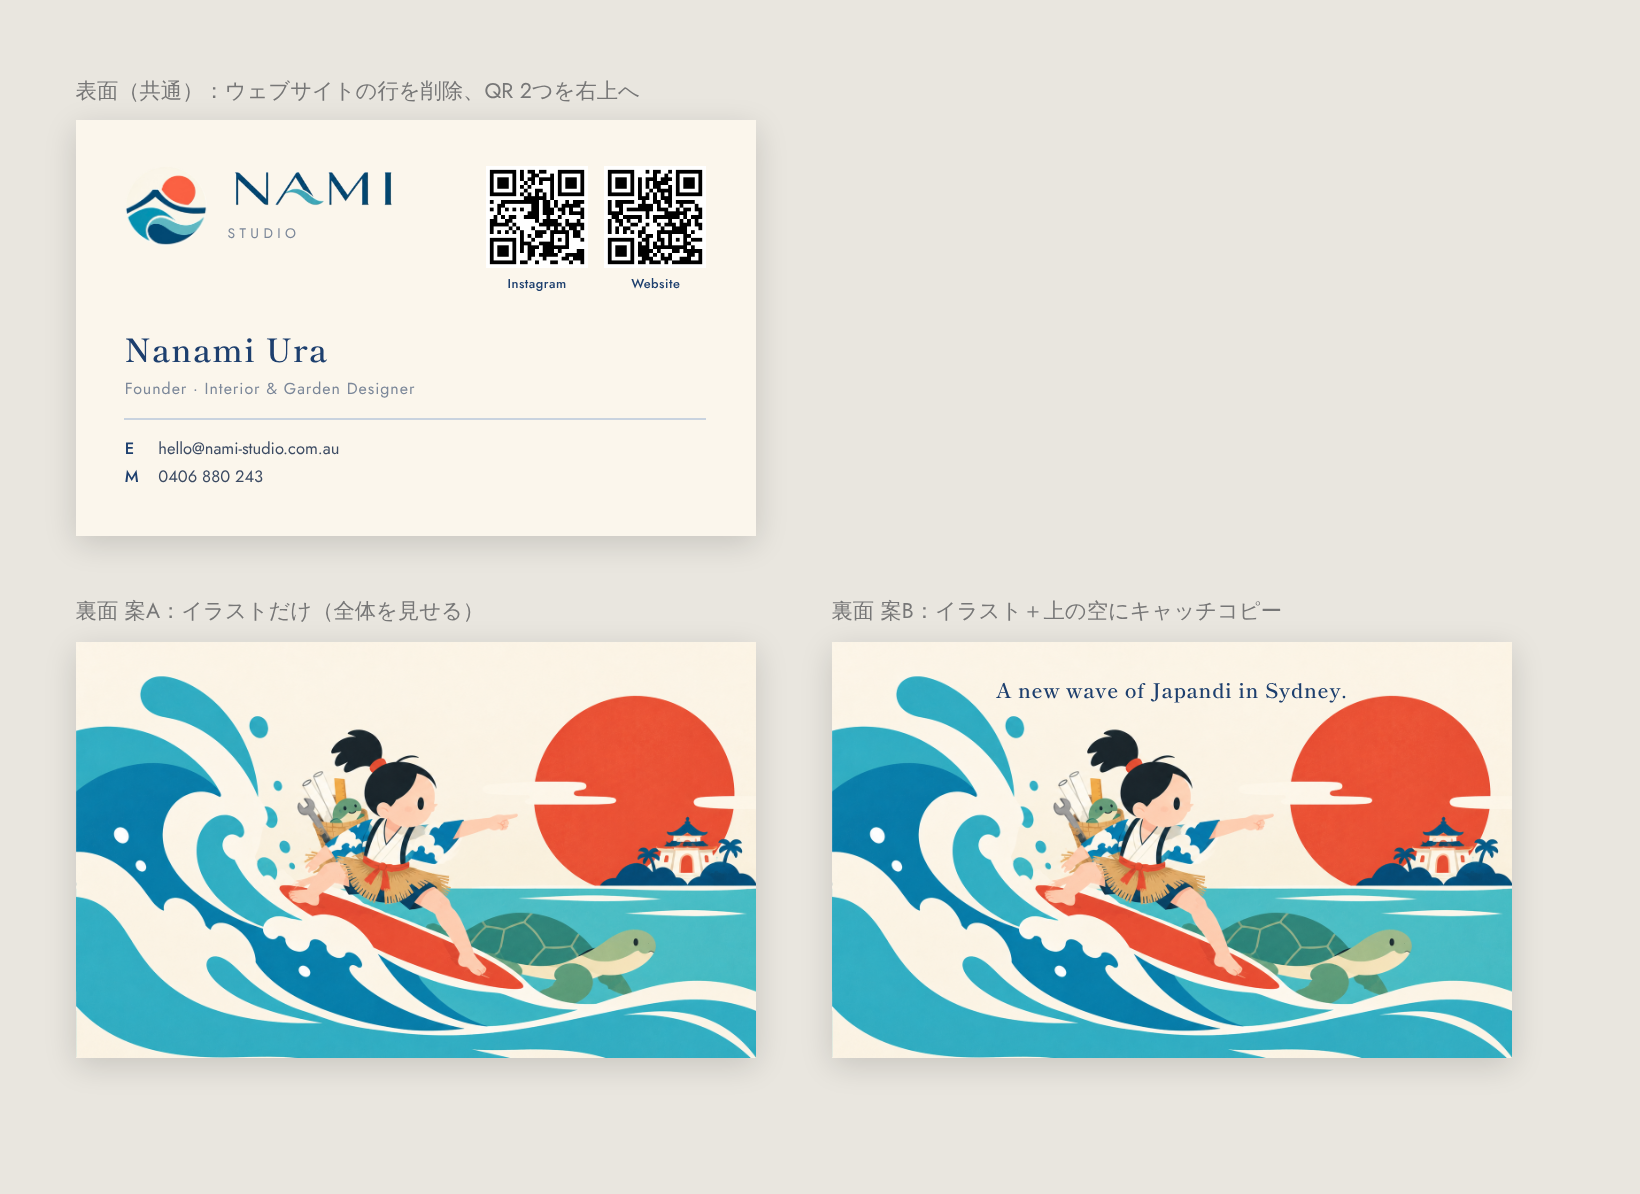 表面（共通）：ウェブサイトの行を削除、QR 2つを右上へ
NAMI
STUDIO
Instagram
Website
Nanami Ura
Founder · Interior & Garden Designer
E hello@nami-studio.com.au
M 0406 880 243
裏面 案A：イラストだけ（全体を見せる）
裏面 案B：イラスト＋上の空にキャッチコピー
A new wave of Japandi in Sydney.